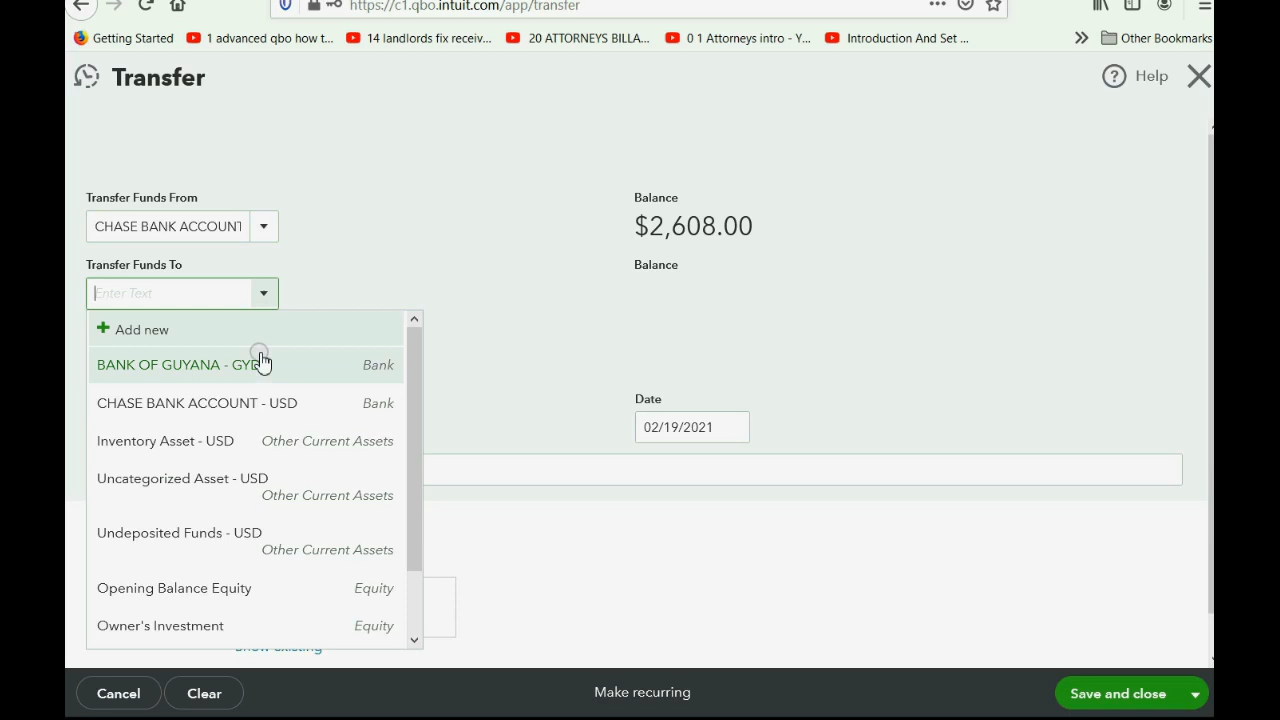 https://c1.qbo.intuit.com/app/transfer
Getting Started
1 advanced qbo how t...
14 landlords fix receiv...
20 ATTORNEYS BILLA...
0 1 Attorneys intro - Y...
Introduction And Set ...
Other Bookmarks
Transfer
Help
Transfer Funds From
Balance
CHASE BANK ACCOUNT
$2,608.00
Transfer Funds To
Balance
Enter Text
Add new
BANK OF GUYANA - GYD Bank
CHASE BANK ACCOUNT - USD Bank
Date
02/19/2021
Inventory Asset - USD Other Current Assets
Uncategorized Asset - USD
Other Current Assets
Undeposited Funds - USD
Other Current Assets
Opening Balance Equity Equity
Owner's Investment Equity
Show existing
Cancel
Clear
Make recurring
Save and close